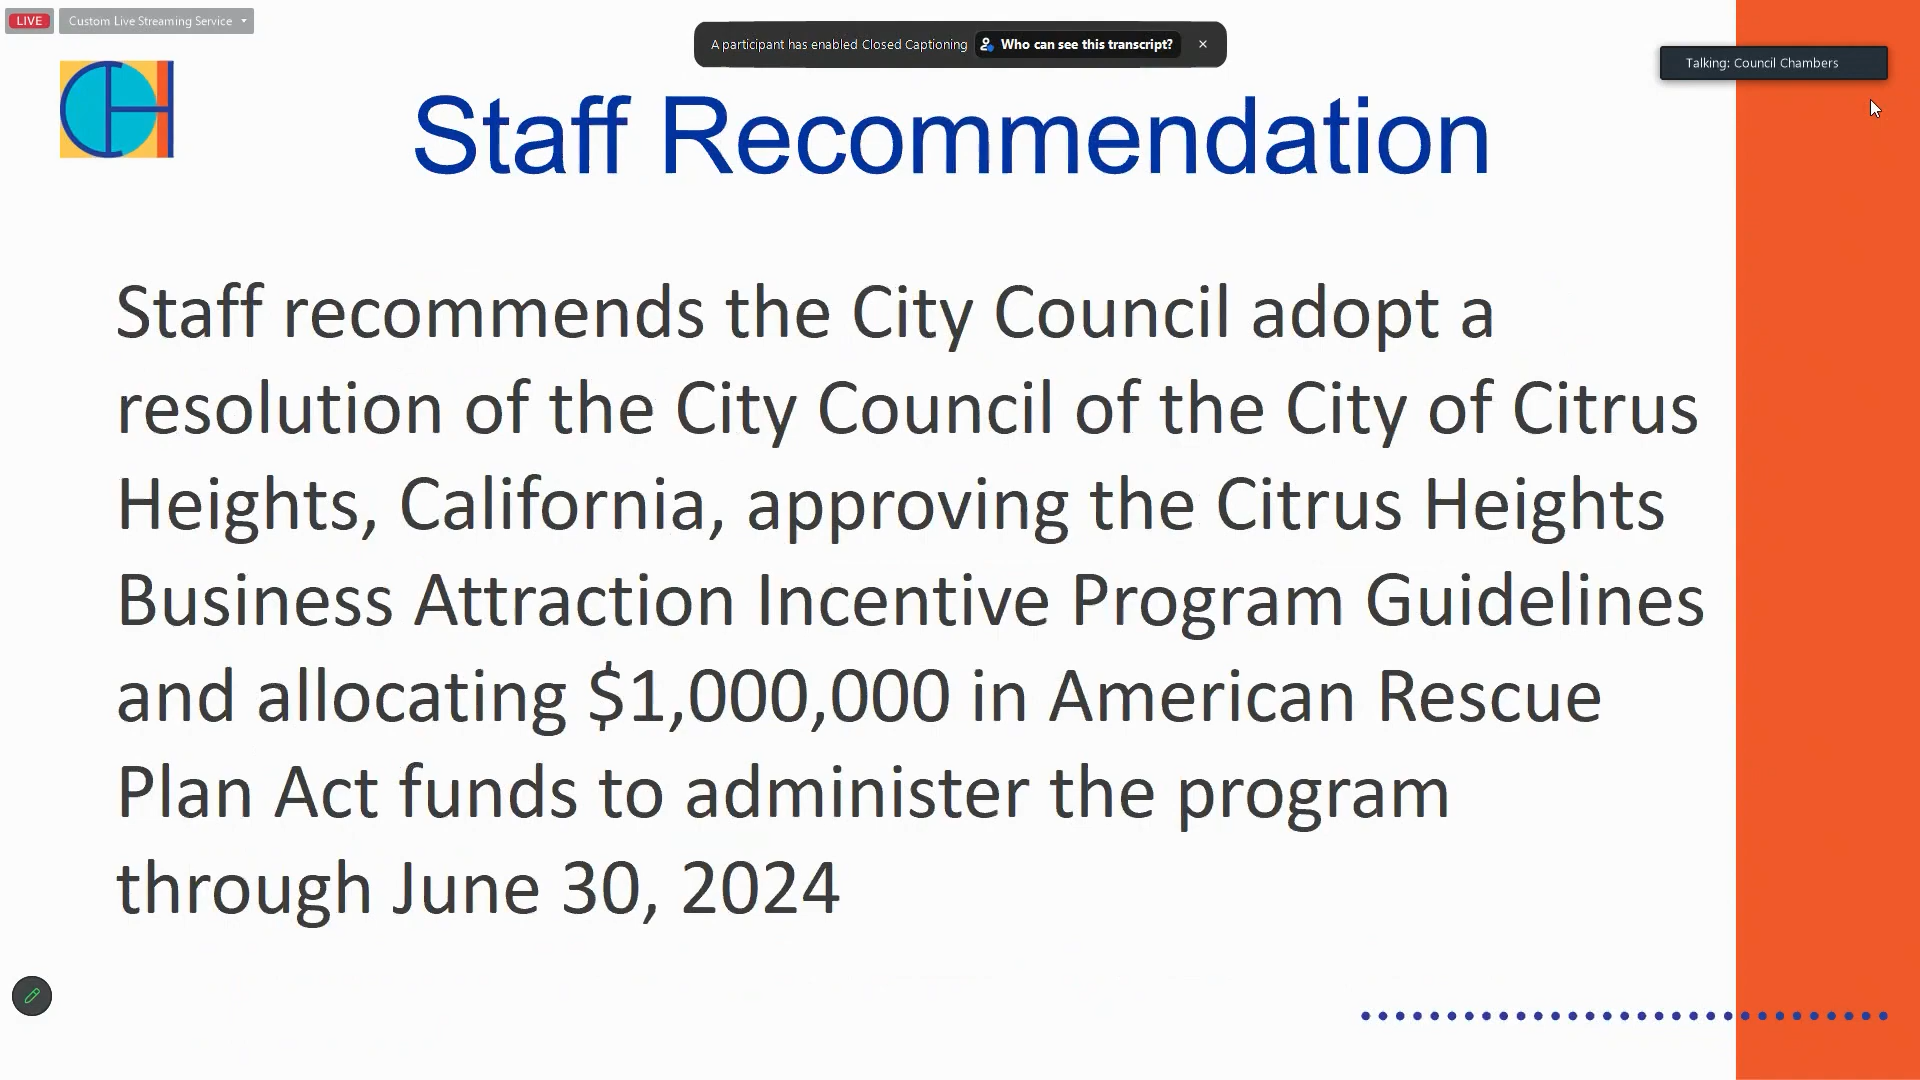 LIVE
Custom Live Streaming Service
A participant has enabled Closed Captioning Who can see this transcript?
Talking: Council Chambers
CH
Staff Recommendation
Staff recommends the City Council adopt a
resolution of the City Council of the City of Citrus
Heights, California, approving the Citrus Heights
Business Attraction Incentive Program Guidelines
and allocating $1,000,000 in American Rescue
Plan Act funds to administer the program
through June 30, 2024